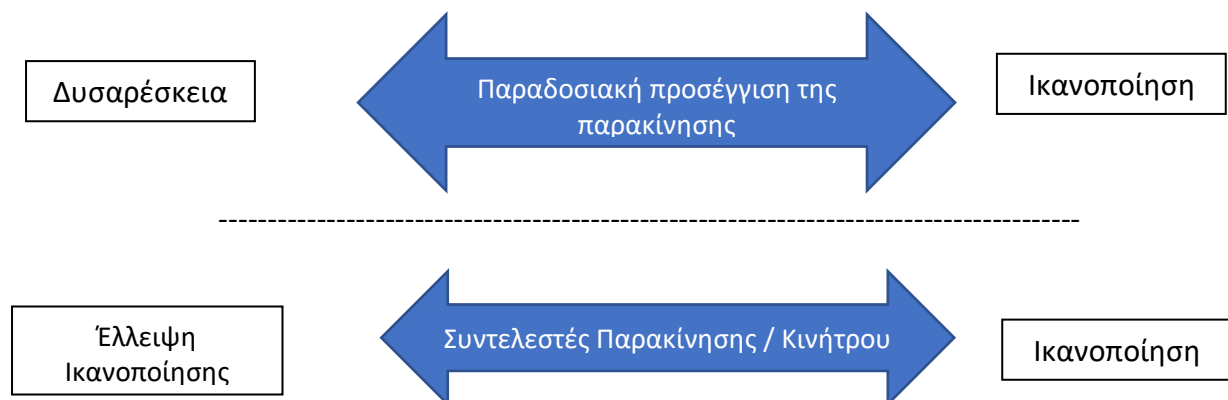 Δυσαρέσκεια
Παραδοσιακή προσέγγιση της
παρακίνησης
Ικανοποίηση
Έλλειψη
Ικανοποίησης
Συντελεστές Παρακίνησης / Κινήτρου
Ικανοποίηση